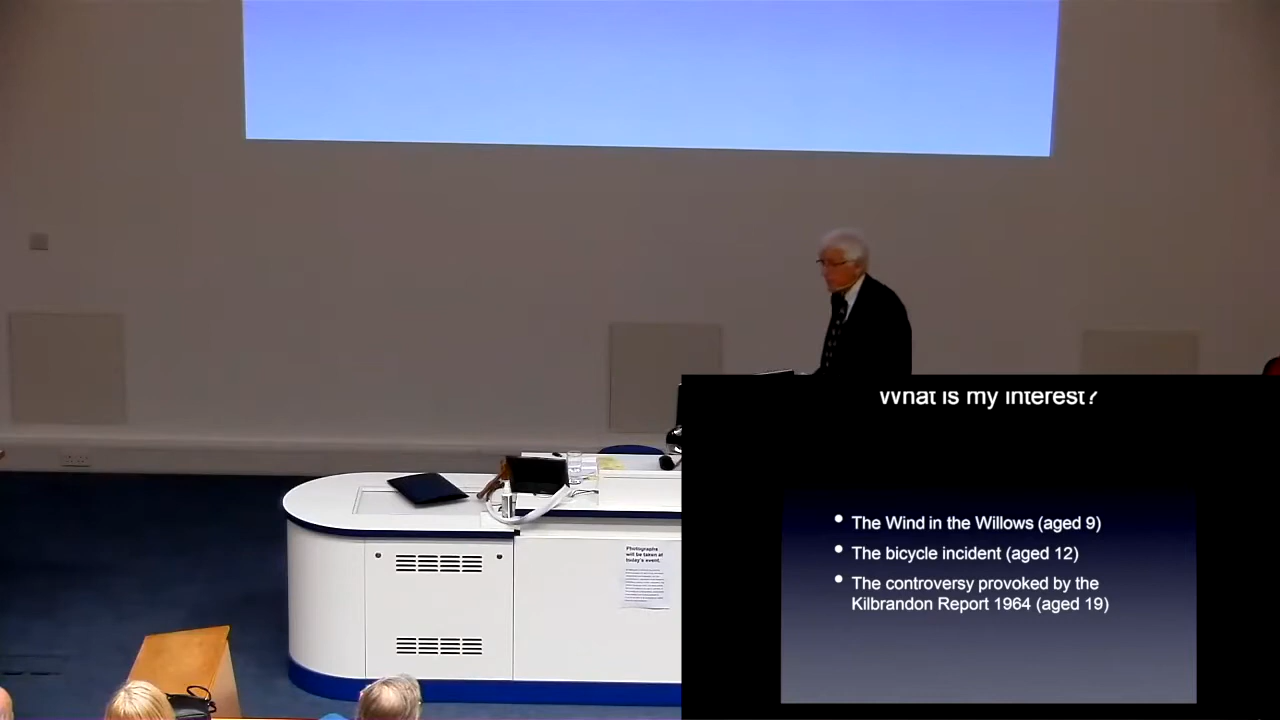 What is my interest?
• The Wind in the Willows (aged 9)
• The bicycle incident (aged 12)
• The controversy provoked by the
Kilbrandon Report 1964 (aged 19)
Photographs
will be taken at
today's event.